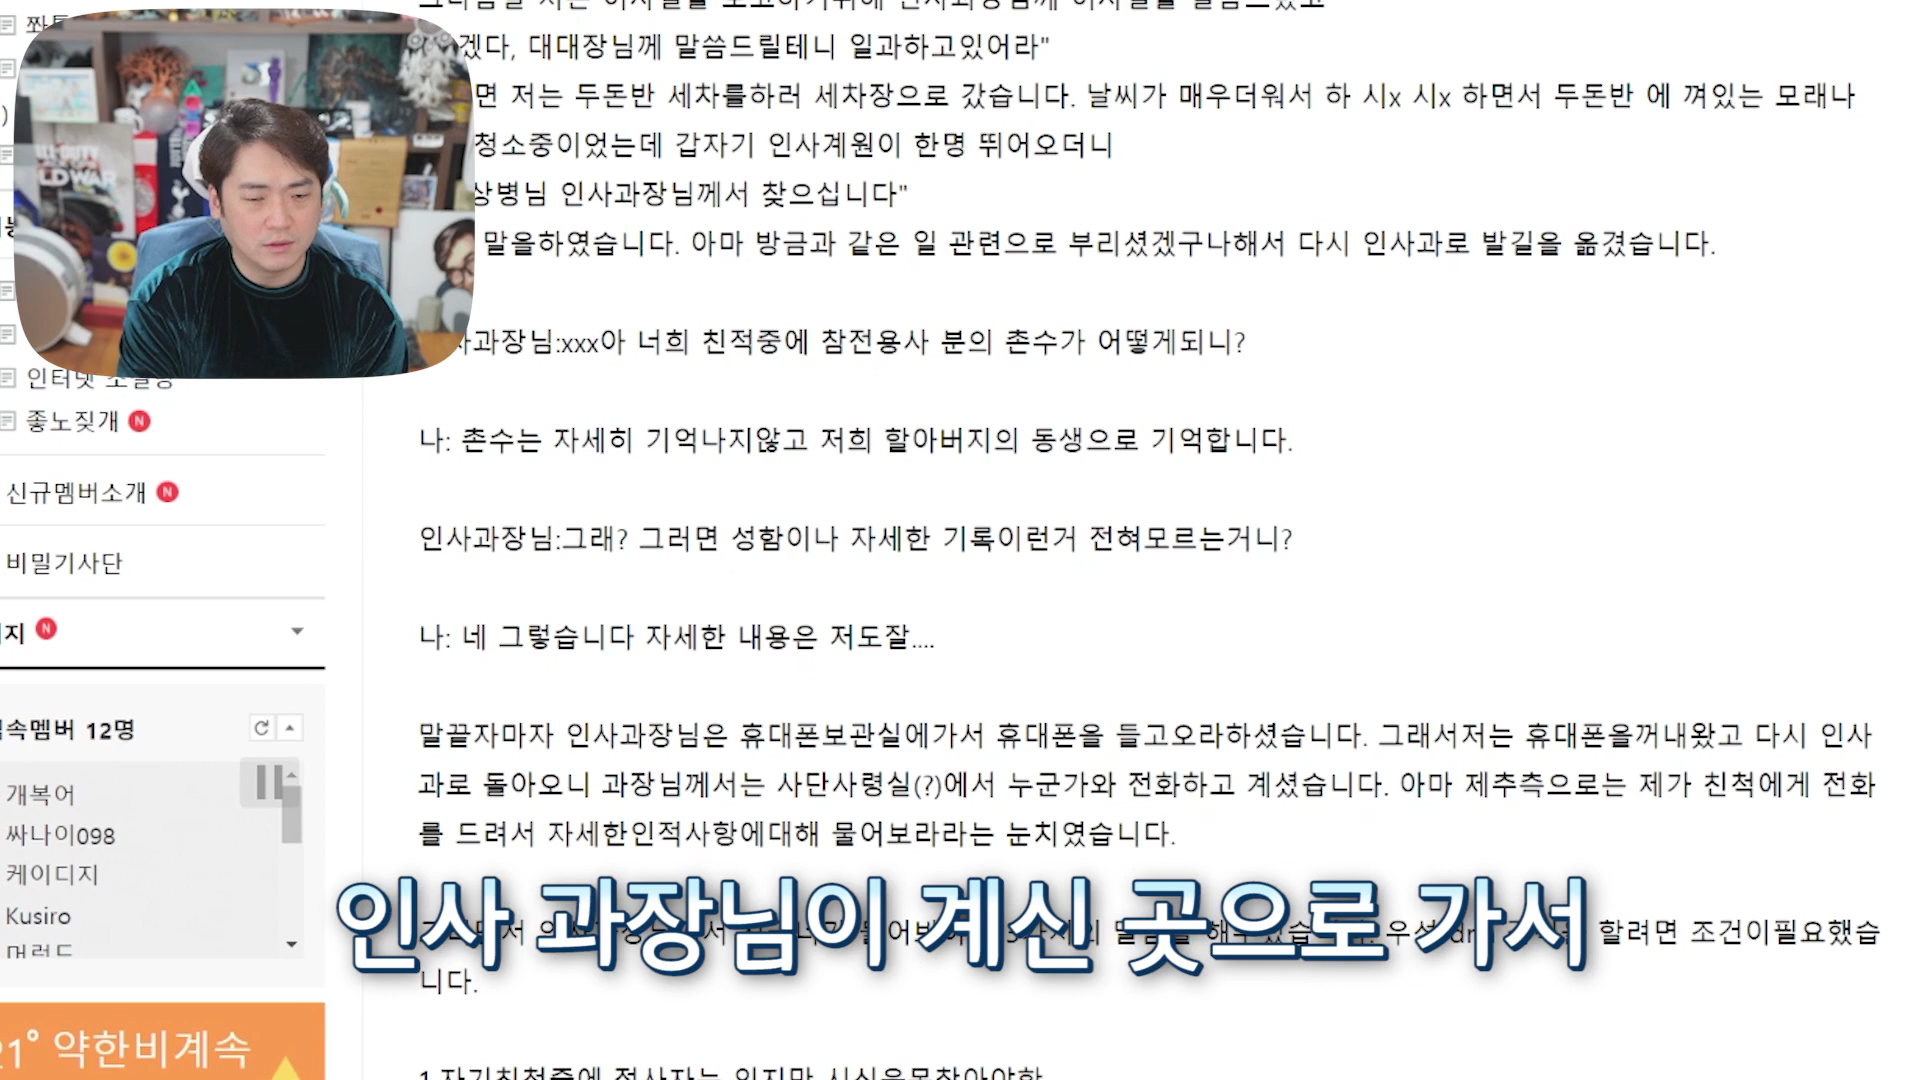 겠다, 대대장님께 말씀드릴테니 일과하고있어라"
면 저는 두돈반 세차를하러 세차장으로 갔습니다. 날씨가 매우더워서 하 시x 시x 하면서 두돈반 에 껴있는 모래나
청소중이었는데 갑자기 인사계원이 한명 뛰어오더니
상병님 인사과장님께서 찾으십니다"
말을하였습니다. 아마 방금과 같은 일 관련으로 부리셨겠구나해서 다시 인사과로 발길을 옮겼습니다.
과장님:xxx아 너희 친적중에 참전용사 분의 촌수가 어떻게되니?
나: 촌수는 자세히 기억나지않고 저희 할아버지의 동생으로 기억합니다.
인사과장님:그래? 그러면 성함이나 자세한 기록이런거 전혀모르는거니?
나: 네 그렇습니다 자세한 내용은 저도잘....
말끝자마자 인사과장님은 휴대폰보관실에가서 휴대폰을 들고오라하셨습니다. 그래서저는 휴대폰을꺼내왔고 다시 인사
과로 돌아오니 과장님께서는 사단사령실(?)에서 누군가와 전화하고 계셨습니다. 아마 제추측으로는 제가 친척에게 전화
를 드려서 자세한인적사항에대해 물어보라라는 눈치였습니다.
할려면 조건이필요했습
니다.
인사 과장님이 계신 곳으로 가서
COLD WAR
인터넷
좋노짖개 N
신규멤버소개 N
비밀기사단
지 N
속멤버 12명
개복어
싸나이098
케이디지
Kusiro
머럭드
21° 약한비계속